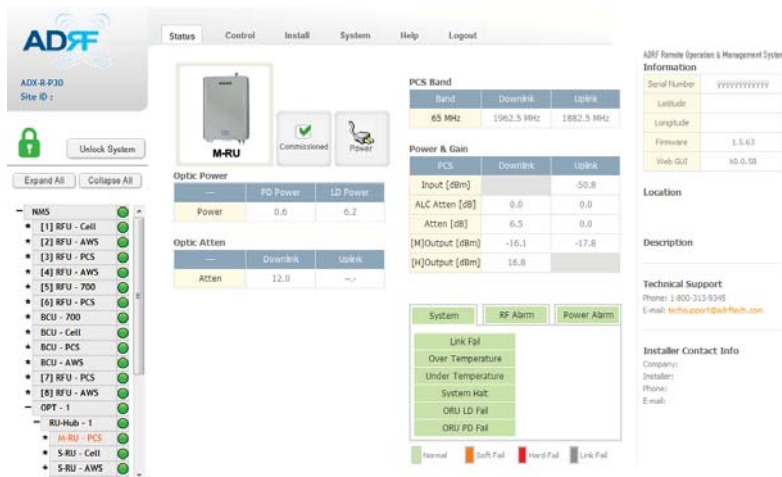 ADRF
ADX-R-P30
Site ID :
Unlock System
Expand All
Collapse All
NMS
[1] RFU - Cell
[2] RFU - AWS
[3] RFU - PCS
[4] RFU - AWS
[5] RFU - 700
[6] RFU - PCS
BCU - 700
BCU - Cell
BCU - PCS
BCU - AWS
[7] RFU - PCS
[8] RFU - AWS
OPT - 1
RU-Hub - 1
M-RU - PCS
S-RU - Cell
S-RU - AWS
Status Control Install System Help Logout
M-RU
Commissioned
Power
Optic Power
--- PD Power LD Power
Power 0.6 6.2
Optic Atten
--- Downlink Uplink
Atten 12.0 --.-
PCS Band
Band Downlink Uplink
65 MHz 1962.5 MHz 1882.5 MHz
Power & Gain
PCS Downlink Uplink
Input [dBm] -50.8
ALC Atten [dB] 0.0 0.0
Atten [dB] 6.5 0.0
[M]Output [dBm] -16.1 -17.8
[H]Output [dBm] 16.8
System RF Alarm Power Alarm
Link Fail
Over Temperature
Under Temperature
System Halt
ORU LD Fail
ORU PD Fail
Normal Soft Fail Hard Fail Link Fail
ADRF Remote Operation & Management System
Information
Serial Number ÿÿÿÿÿÿÿÿÿÿÿÿ
Latitude
Longitude
Firmware 1.5.63
Web GUI
Location
Description
Technical Support
Phone: 1-800-313-9345
E-mail: techsupport@adrftech.com
Installer Contact Info
Company:
Installer:
Phone:
E-mail: